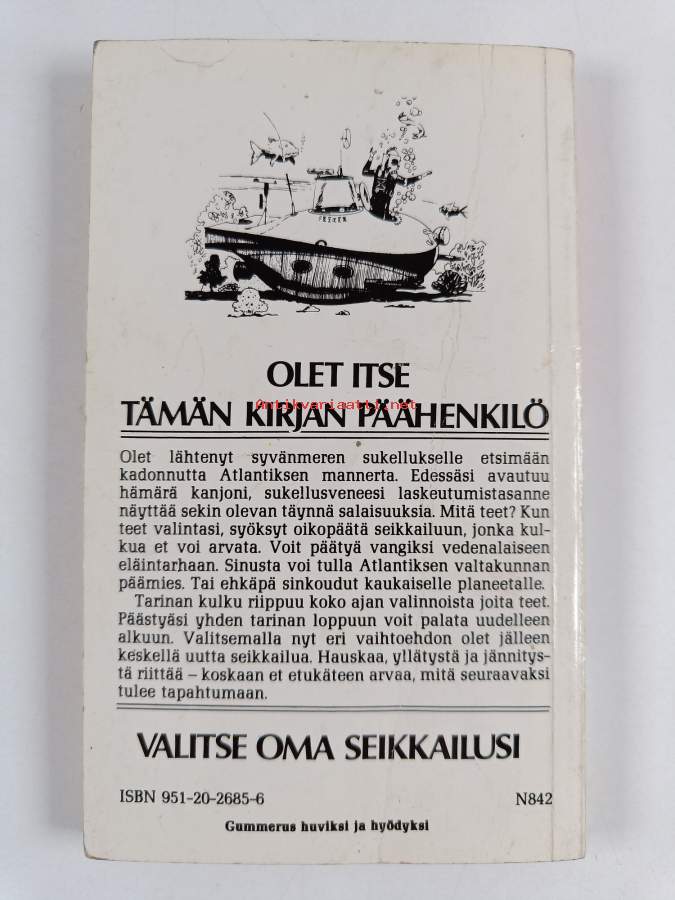 OLET ITSE
TÄMÄN KIRJAN PÄÄHENKILÖ
Antikvariaatti.net
Olet lähtenyt syvänmeren sukellukselle etsimään
kadonnutta Atlantiksen mannerta. Edessäsi avautuu
hämärä kanjoni, sukellusveneesi laskeutumistasanne
näyttää sekin olevan täynnä salaisuuksia. Mitä teet? Kun
teet valintasi, syöksyt oikopäätä seikkailuun, jonka kul-
kua et voi arvata. Voit päätyä vangiksi vedenalaiseen
eläintarhaan. Sinusta voi tulla Atlantiksen valtakunnan
päämies. Tai ehkäpä sinkoudut kaukaiselle planeetalle.
Tarinan kulku riippuu koko ajan valinnoista joita teet.
Päästyäsi yhden tarinan loppuun voit palata uudelleen
alkuun. Valitsemalla nyt eri vaihtoehdon olet jälleen
keskellä uutta seikkailua. Hauskaa, yllätystä ja jännitys-
tä riittää – koskaan et etukäteen arvaa, mitä seuraavaksi
tulee tapahtumaan.
VALITSE OMA SEIKKAILUSI
ISBN 951-20-2685-6 N842
Gummerus huviksi ja hyödyksi